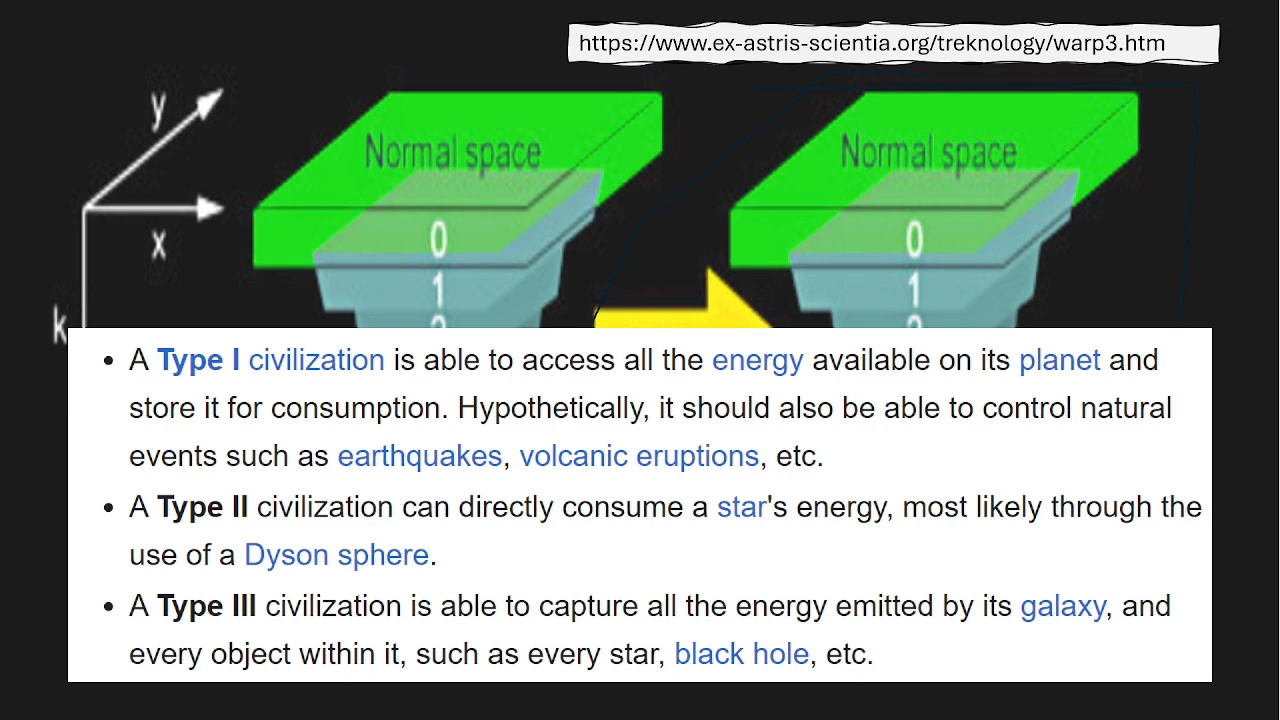 https://www.ex-astris-scientia.org/treknology/warp3.htm
y
Normal space
Normal space
x
0
0
1
1
k
• A Type I civilization is able to access all the energy available on its planet and
store it for consumption. Hypothetically, it should also be able to control natural
events such as earthquakes, volcanic eruptions, etc.
• A Type II civilization can directly consume a star's energy, most likely through the
use of a Dyson sphere.
• A Type III civilization is able to capture all the energy emitted by its galaxy, and
every object within it, such as every star, black hole, etc.